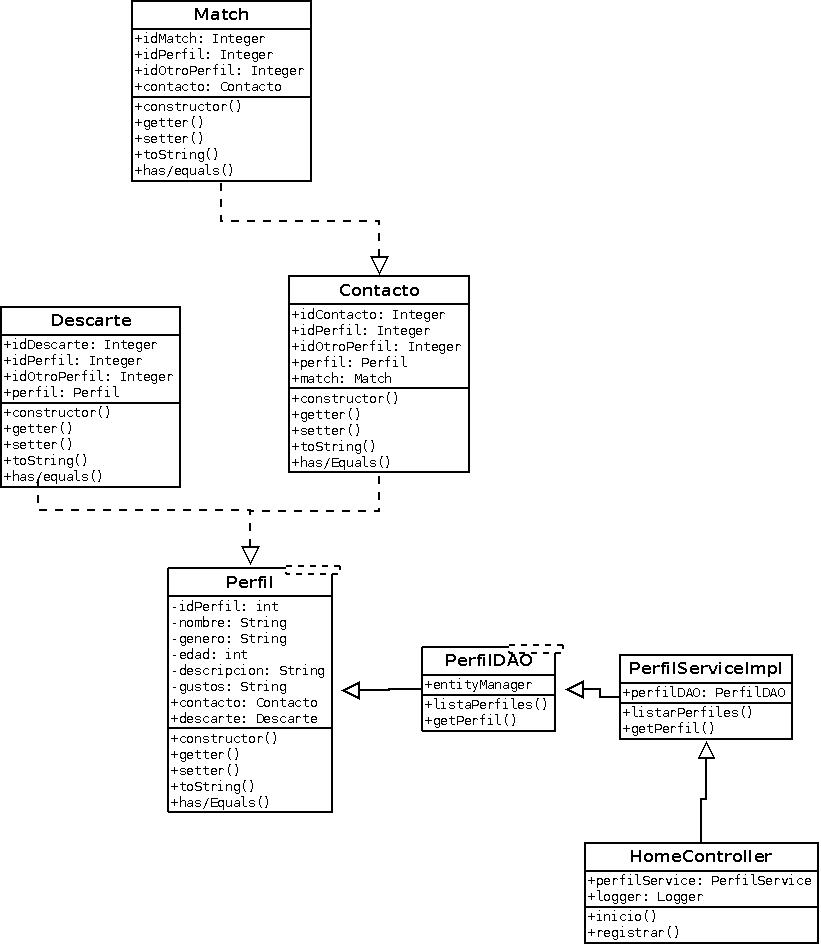 Match
+idMatch: Integer
+idPerfil: Integer
+idOtroPerfil: Integer
+contacto: Contacto
+constructor()
+getter()
+setter()
+toString()
+has/equals()
Contacto
+idContacto: Integer
+idPerfil: Integer
+idOtroPerfil: Integer
+perfil: Perfil
+match: Match
+constructor()
+getter()
+setter()
+toString()
+has/Equals()
Descarte
+idDescarte: Integer
+idPerfil: Integer
+idOtroPerfil: Integer
+perfil: Perfil
+constructor()
+getter()
+setter()
+toString()
+has/equals()
Perfil
-idPerfil: int
-nombre: String
-genero: String
-edad: int
-descripcion: String
-gustos: String
+contacto: Contacto
+descarte: Descarte
+constructor()
+getter()
+setter()
+toString()
+has/Equals()
PerfilDAO
+entityManager
+listaPerfiles()
+getPerfil()
PerfilServiceImpl
+perfilDAO: PerfilDAO
+listarPerfiles()
+getPerfil()
HomeController
+perfilService: PerfilService
+logger: Logger
+inicio()
+registrar()